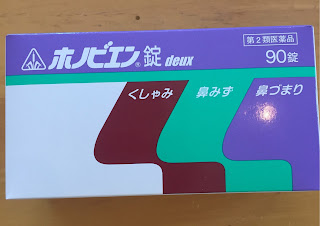 第2類医薬品
ホノビエン®錠 deux
90錠
くしゃみ 鼻みず 鼻づまり